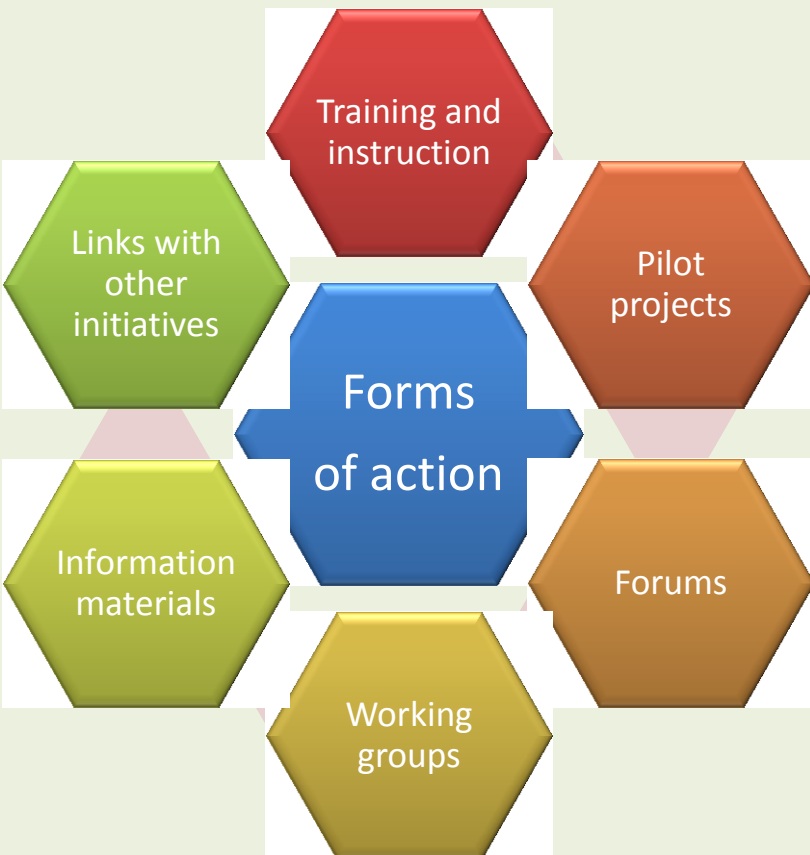 Training and
instruction
Links with
other
initiatives
Pilot
projects
Forms
of action
Information
materials
Forums
Working
groups